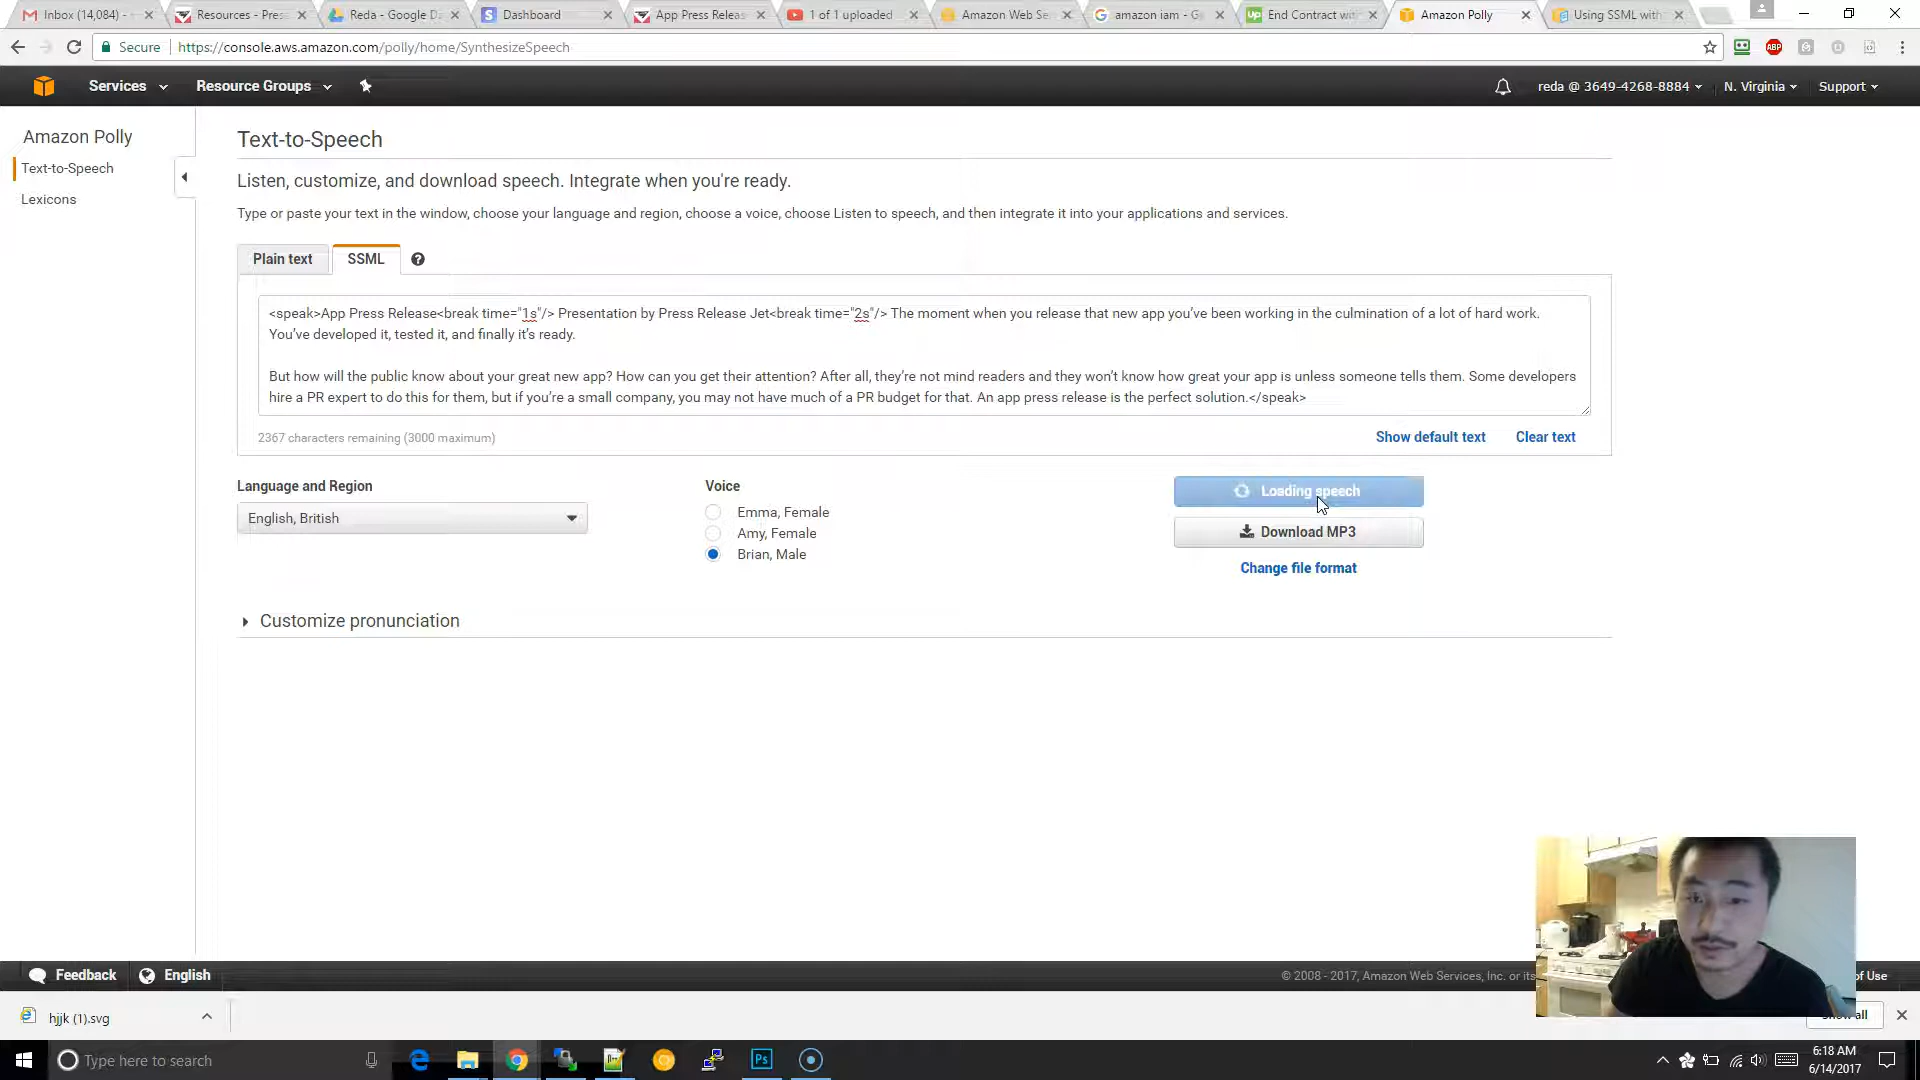 Inbox (14,084) -
Resources - Pres
Reda - Google D
Dashboard
App Press Relea
1 of 1 uploaded
Amazon Web Se
amazon iam - G
End Contract wit
Amazon Polly
Using SSML with
Secure
https://console.aws.amazon.com/polly/home/SynthesizeSpeech
ABP
Services
Resource Groups
reda @ 3649-4268-8884
N. Virginia
Support
Amazon Polly
Text-to-Speech
Lexicons
Text-to-Speech
Listen, customize, and download speech. Integrate when you're ready.
Type or paste your text in the window, choose your language and region, choose a voice, choose Listen to speech, and then integrate it into your applications and services.
Plain text
SSML
?
<speak>App Press Release<break time="1s"/> Presentation by Press Release Jet<break time="2s"/> The moment when you release that new app you've been working in the culmination of a lot of hard work.
You've developed it, tested it, and finally it's ready.
But how will the public know about your great new app? How can you get their attention? After all, they're not mind readers and they won't know how great your app is unless someone tells them. Some developers
hire a PR expert to do this for them, but if you're a small company, you may not have much of a PR budget for that. An app press release is the perfect solution.</speak>
2367 characters remaining (3000 maximum)
Show default text
Clear text
Language and Region
English, British
Voice
Emma, Female
Amy, Female
Brian, Male
Loading speech
Download MP3
Change file format
Customize pronunciation
Feedback
English
© 2008 - 2017, Amazon Web Services, Inc. or its
of Use
hjjk (1).svg
all
Type here to search
Ps
6:18 AM
6/14/2017